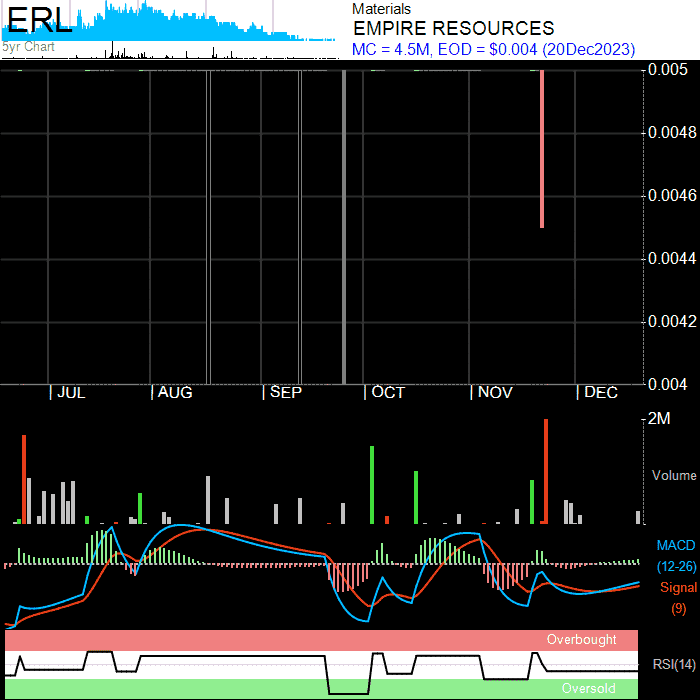 ERL
5yr Chart
Materials
EMPIRE RESOURCES
MC = 4.5M, EOD = $0.004 (20Dec2023)
0.005
0.0048
0.0046
0.0044
0.0042
0.004
JUL AUG SEP OCT NOV DEC
2M
Volume
MACD
(12-26)
Signal
(9)
Overbought
RSI(14)
Oversold